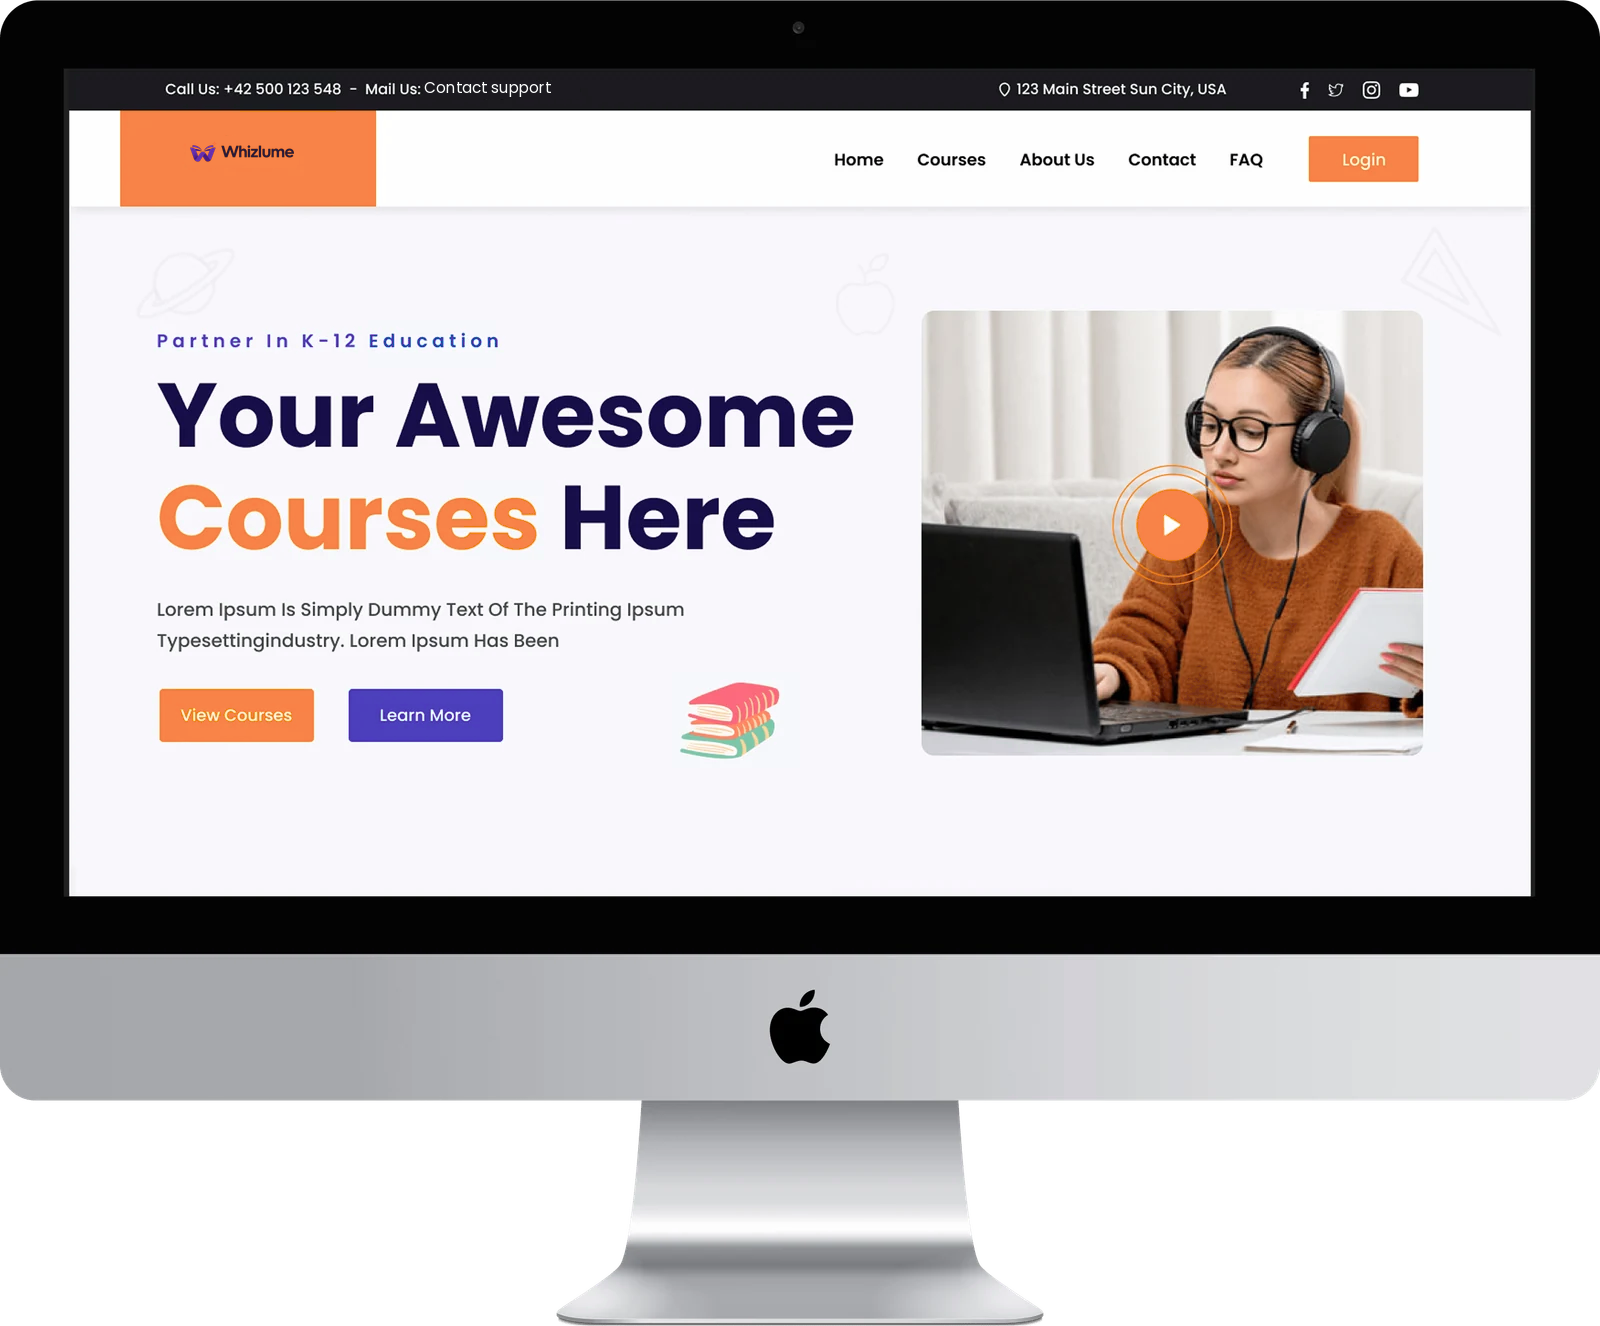 Call Us: +42 500 123 548 - Mail Us: Contact support
123 Main Street Sun City, USA
Whizlume
Home Courses About Us Contact FAQ Login
Partner In K-12 Education
Your Awesome
Courses Here
Lorem Ipsum Is Simply Dummy Text Of The Printing Ipsum
Typesettingindustry. Lorem Ipsum Has Been
View Courses Learn More